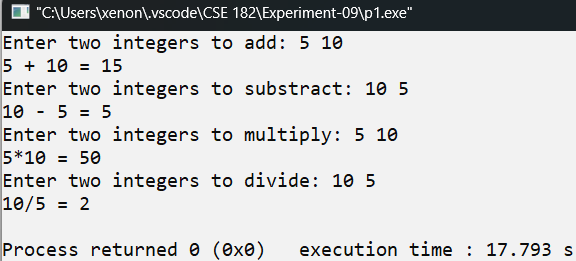 "C:\Users\xenon\.vscode\CSE 182\Experiment-09\p1.exe"
Enter two integers to add: 5 10
5 + 10 = 15
Enter two integers to substract: 10 5
10 - 5 = 5
Enter two integers to multiply: 5 10
5*10 = 50
Enter two integers to divide: 10 5
10/5 = 2
Process returned 0 (0x0)   execution time : 17.793 s